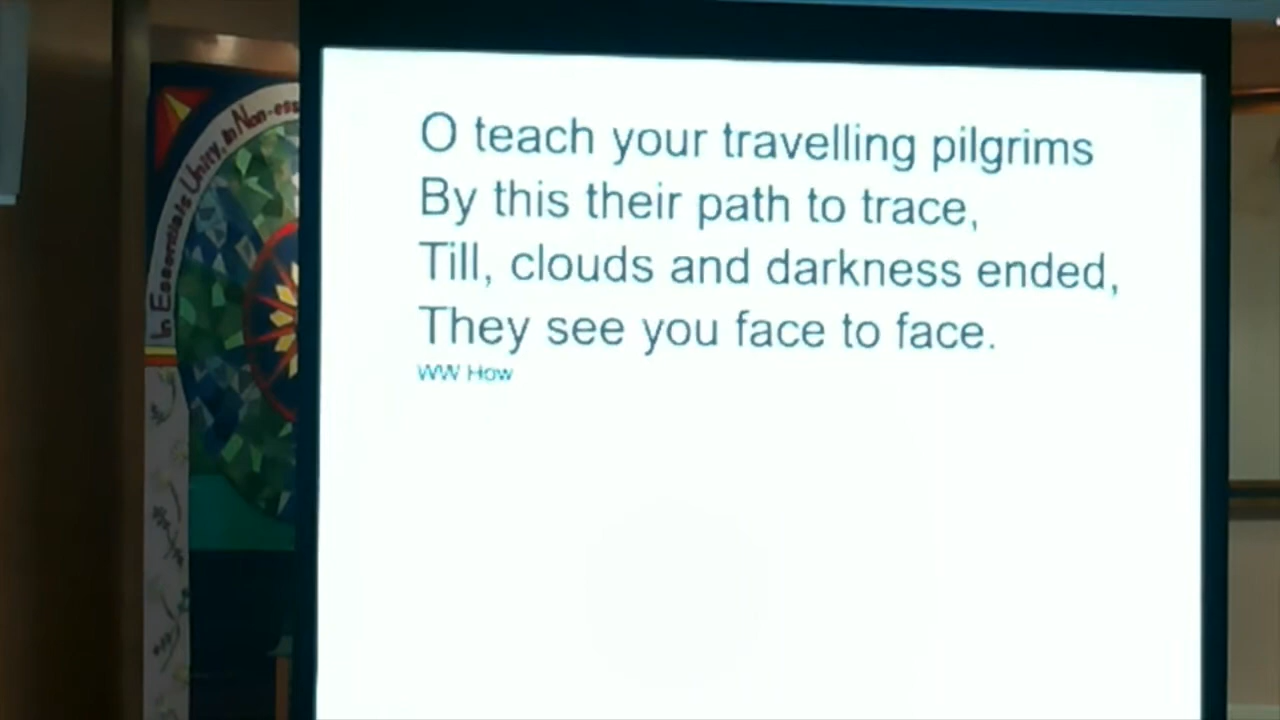 In Essentials Unity, In Non-ess
O teach your travelling pilgrims
By this their path to trace,
Till, clouds and darkness ended,
They see you face to face.
WW How